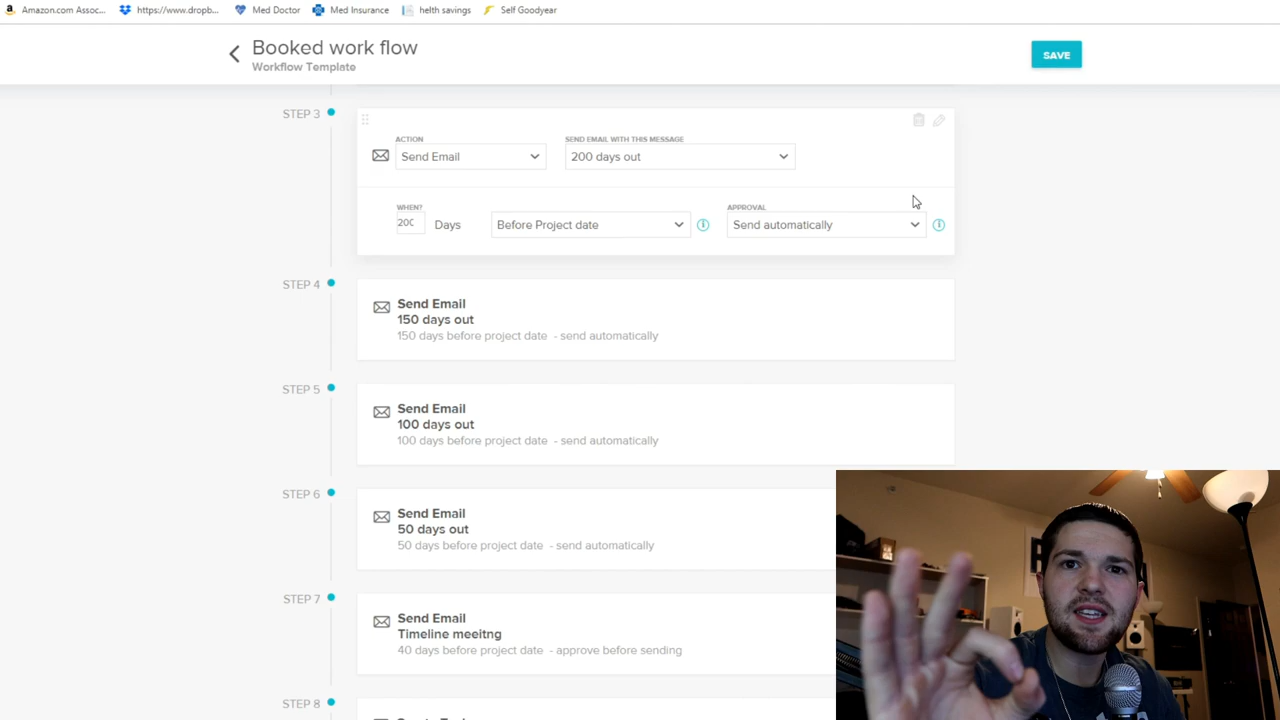 Amazon.com Assoc... https://www.dropb... Med Doctor Med Insurance helth savings Self Goodyear
Booked work flow
Workflow Template
SAVE
STEP 3
ACTION SEND EMAIL WITH THIS MESSAGE
Send Email 200 days out
WHEN? APPROVAL
200 Days Before Project date Send automatically
STEP 4
Send Email
150 days out
150 days before project date - send automatically
STEP 5
Send Email
100 days out
100 days before project date - send automatically
STEP 6
Send Email
50 days out
50 days before project date - send automatically
STEP 7
Send Email
Timeline meeitng
40 days before project date - approve before sending
STEP 8